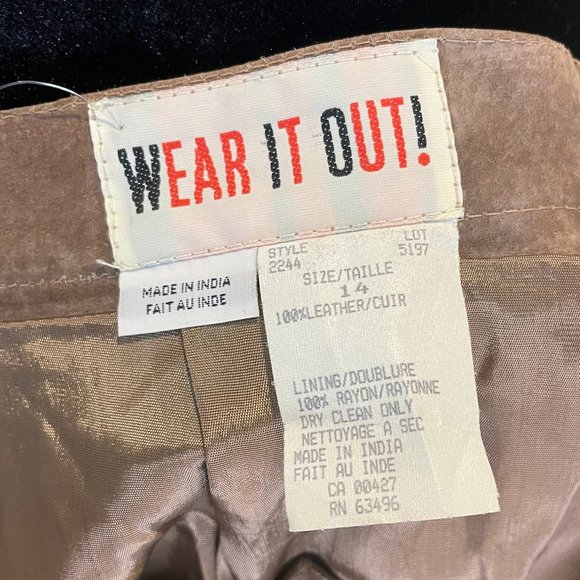 WEAR IT OUT!
MADE IN INDIA
FAIT AU INDE
STYLE LOT
2244 5197
SIZE/TAILLE
14
100%LEATHER/CUIR
LINING/DOUBLURE
100% RAYON/RAYONNE
DRY CLEAN ONLY
NETTOYAGE A SEC
MADE IN INDIA
FAIT AU INDE
CA 00427
RN 63496